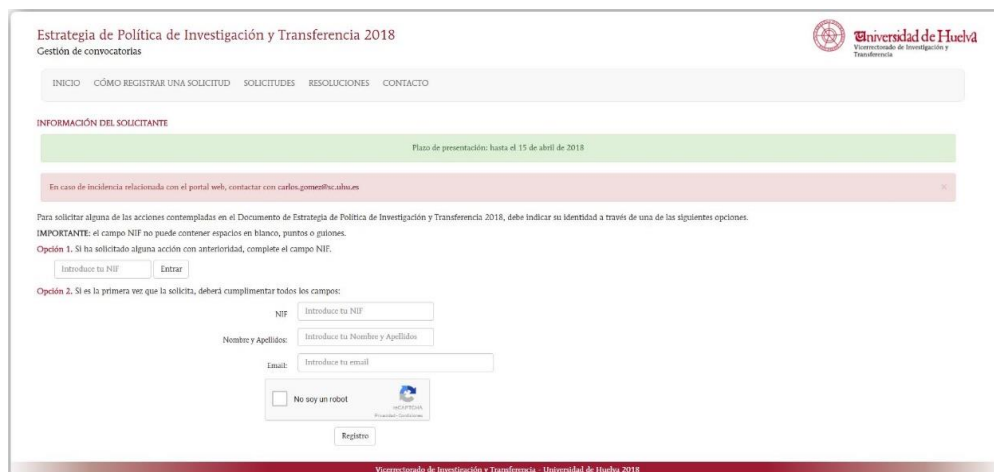 Estrategia de Política de Investigación y Transferencia 2018
Gestión de convocatorias
Universidad de Huelva
Vicerrectorado de Investigación y
Transferencia
INICIO CÓMO REGISTRAR UNA SOLICITUD SOLICITUDES RESOLUCIONES CONTACTO
INFORMACIÓN DEL SOLICITANTE
Plazo de presentación: hasta el 15 de abril de 2018
En caso de incidencia relacionada con el portal web, contactar con carlos.gomez@sc.uhu.es ×
Para solicitar alguna de las acciones contempladas en el Documento de Estrategia de Política de Investigación y Transferencia 2018, debe indicar su identidad a través de una de las siguientes opciones.
IMPORTANTE: el campo NIF no puede contener espacios en blanco, puntos o guiones.
Opción 1. Si ha solicitado alguna acción con anterioridad, complete el campo NIF.
Introduce tu NIF Entrar
Opción 2. Si es la primera vez que la solicita, deberá cumplimentar todos los campos:
NIF Introduce tu NIF
Nombre y Apellidos: Introduce tu Nombre y Apellidos
Email: Introduce tu email
No soy un robot
reCAPTCHA
Privacidad - Condiciones
Registro
Vicerrectorado de Investigación y Transferencia - Universidad de Huelva 2018